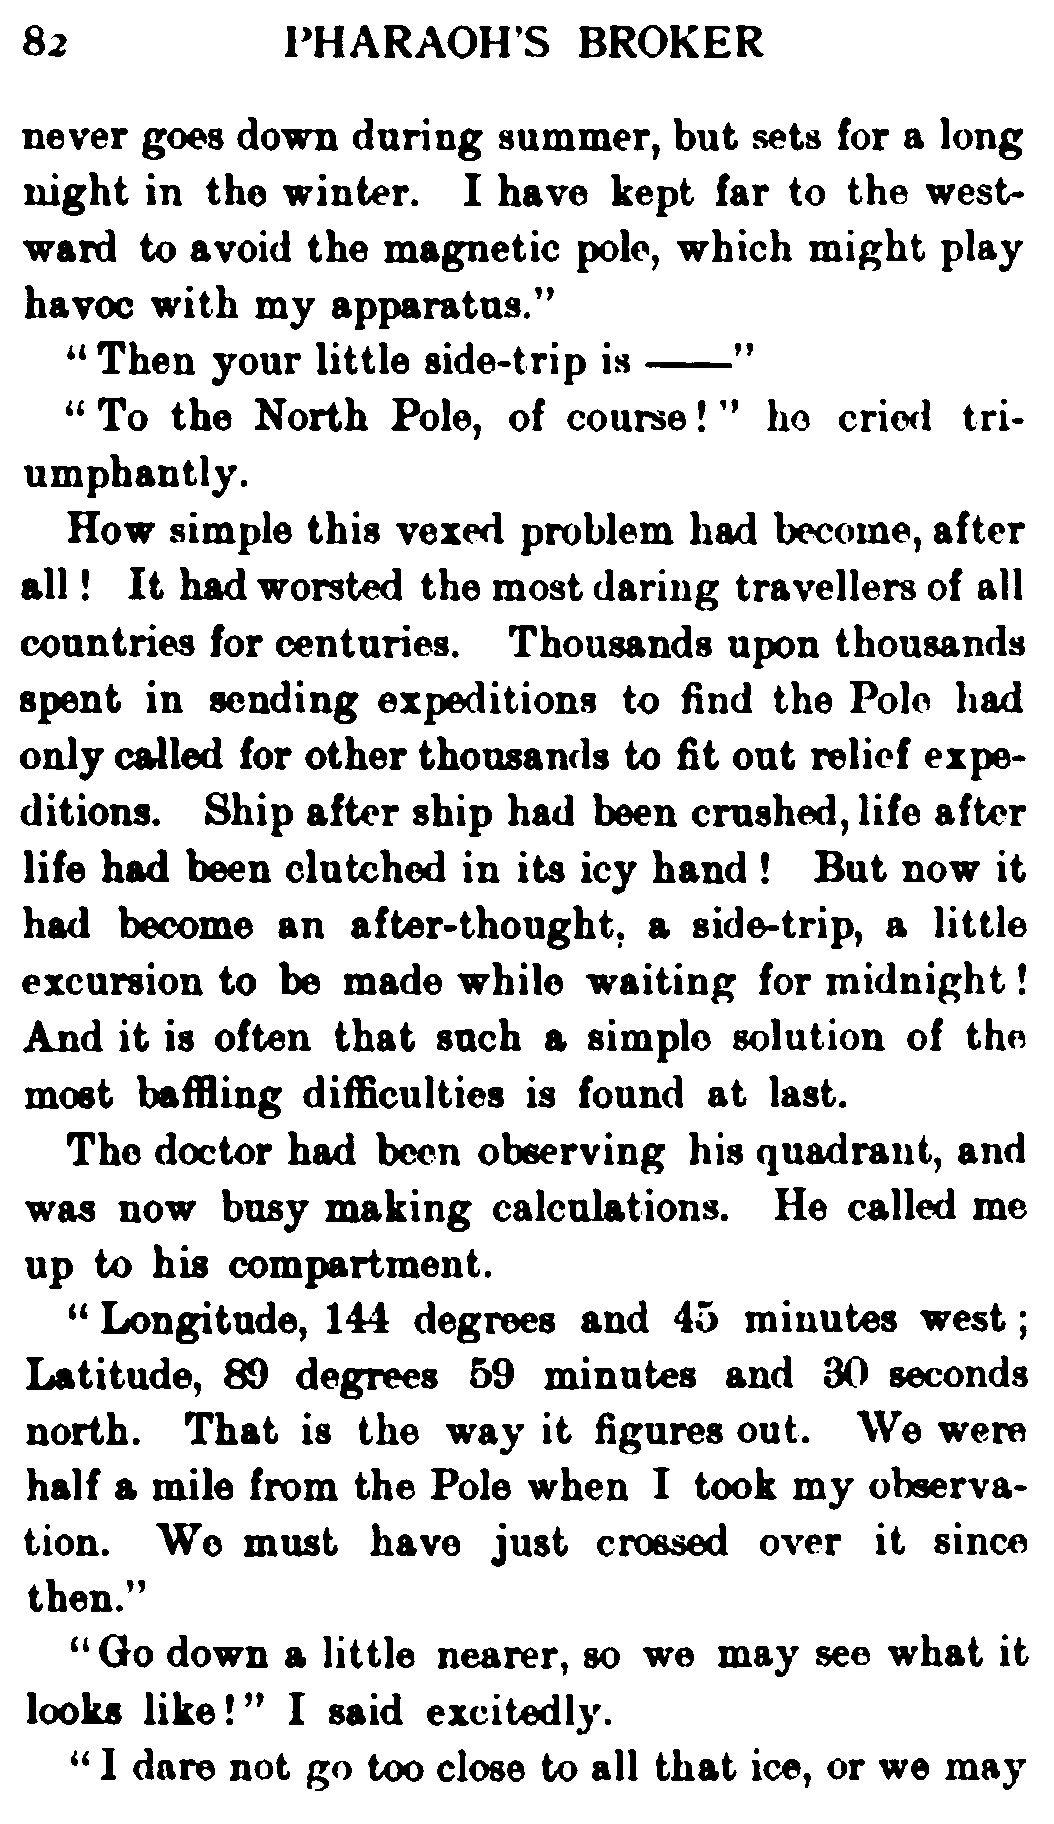 82 PHARAOH'S BROKER
never goes down during summer, but sets for a long
night in the winter. I have kept far to the west-
ward to avoid the magnetic pole, which might play
havoc with my apparatus."
"Then your little side-trip is ——"
"To the North Pole, of course!" he cried tri-
umphantly.
How simple this vexed problem had become, after
all! It had worsted the most daring travellers of all
countries for centuries. Thousands upon thousands
spent in sending expeditions to find the Pole had
only called for other thousands to fit out relief expe-
ditions. Ship after ship had been crushed, life after
life had been clutched in its icy hand! But now it
had become an after-thought, a side-trip, a little
excursion to be made while waiting for midnight!
And it is often that such a simple solution of the
most baffling difficulties is found at last.
The doctor had been observing his quadrant, and
was now busy making calculations. He called me
up to his compartment.
"Longitude, 144 degrees and 45 minutes west;
Latitude, 89 degrees 59 minutes and 30 seconds
north. That is the way it figures out. We were
half a mile from the Pole when I took my observa-
tion. We must have just crossed over it since
then."
"Go down a little nearer, so we may see what it
looks like!" I said excitedly.
"I dare not go too close to all that ice, or we may